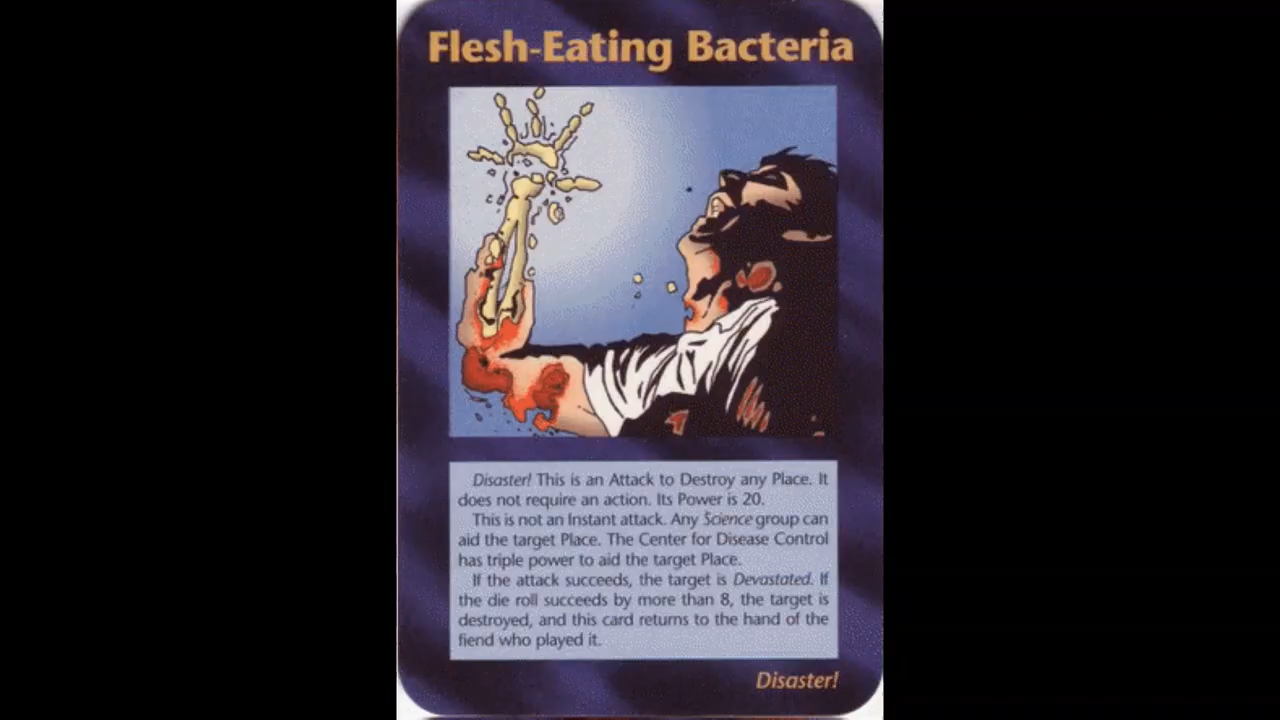 Flesh-Eating Bacteria
Disaster! This is an Attack to Destroy any Place. It
does not require an action. Its Power is 20.
This is not an Instant attack. Any Science group can
aid the target Place. The Center for Disease Control
has triple power to aid the target Place.
If the attack succeeds, the target is Devastated. If
the die roll succeeds by more than 8, the target is
destroyed, and this card returns to the hand of the
fiend who played it.
Disaster!